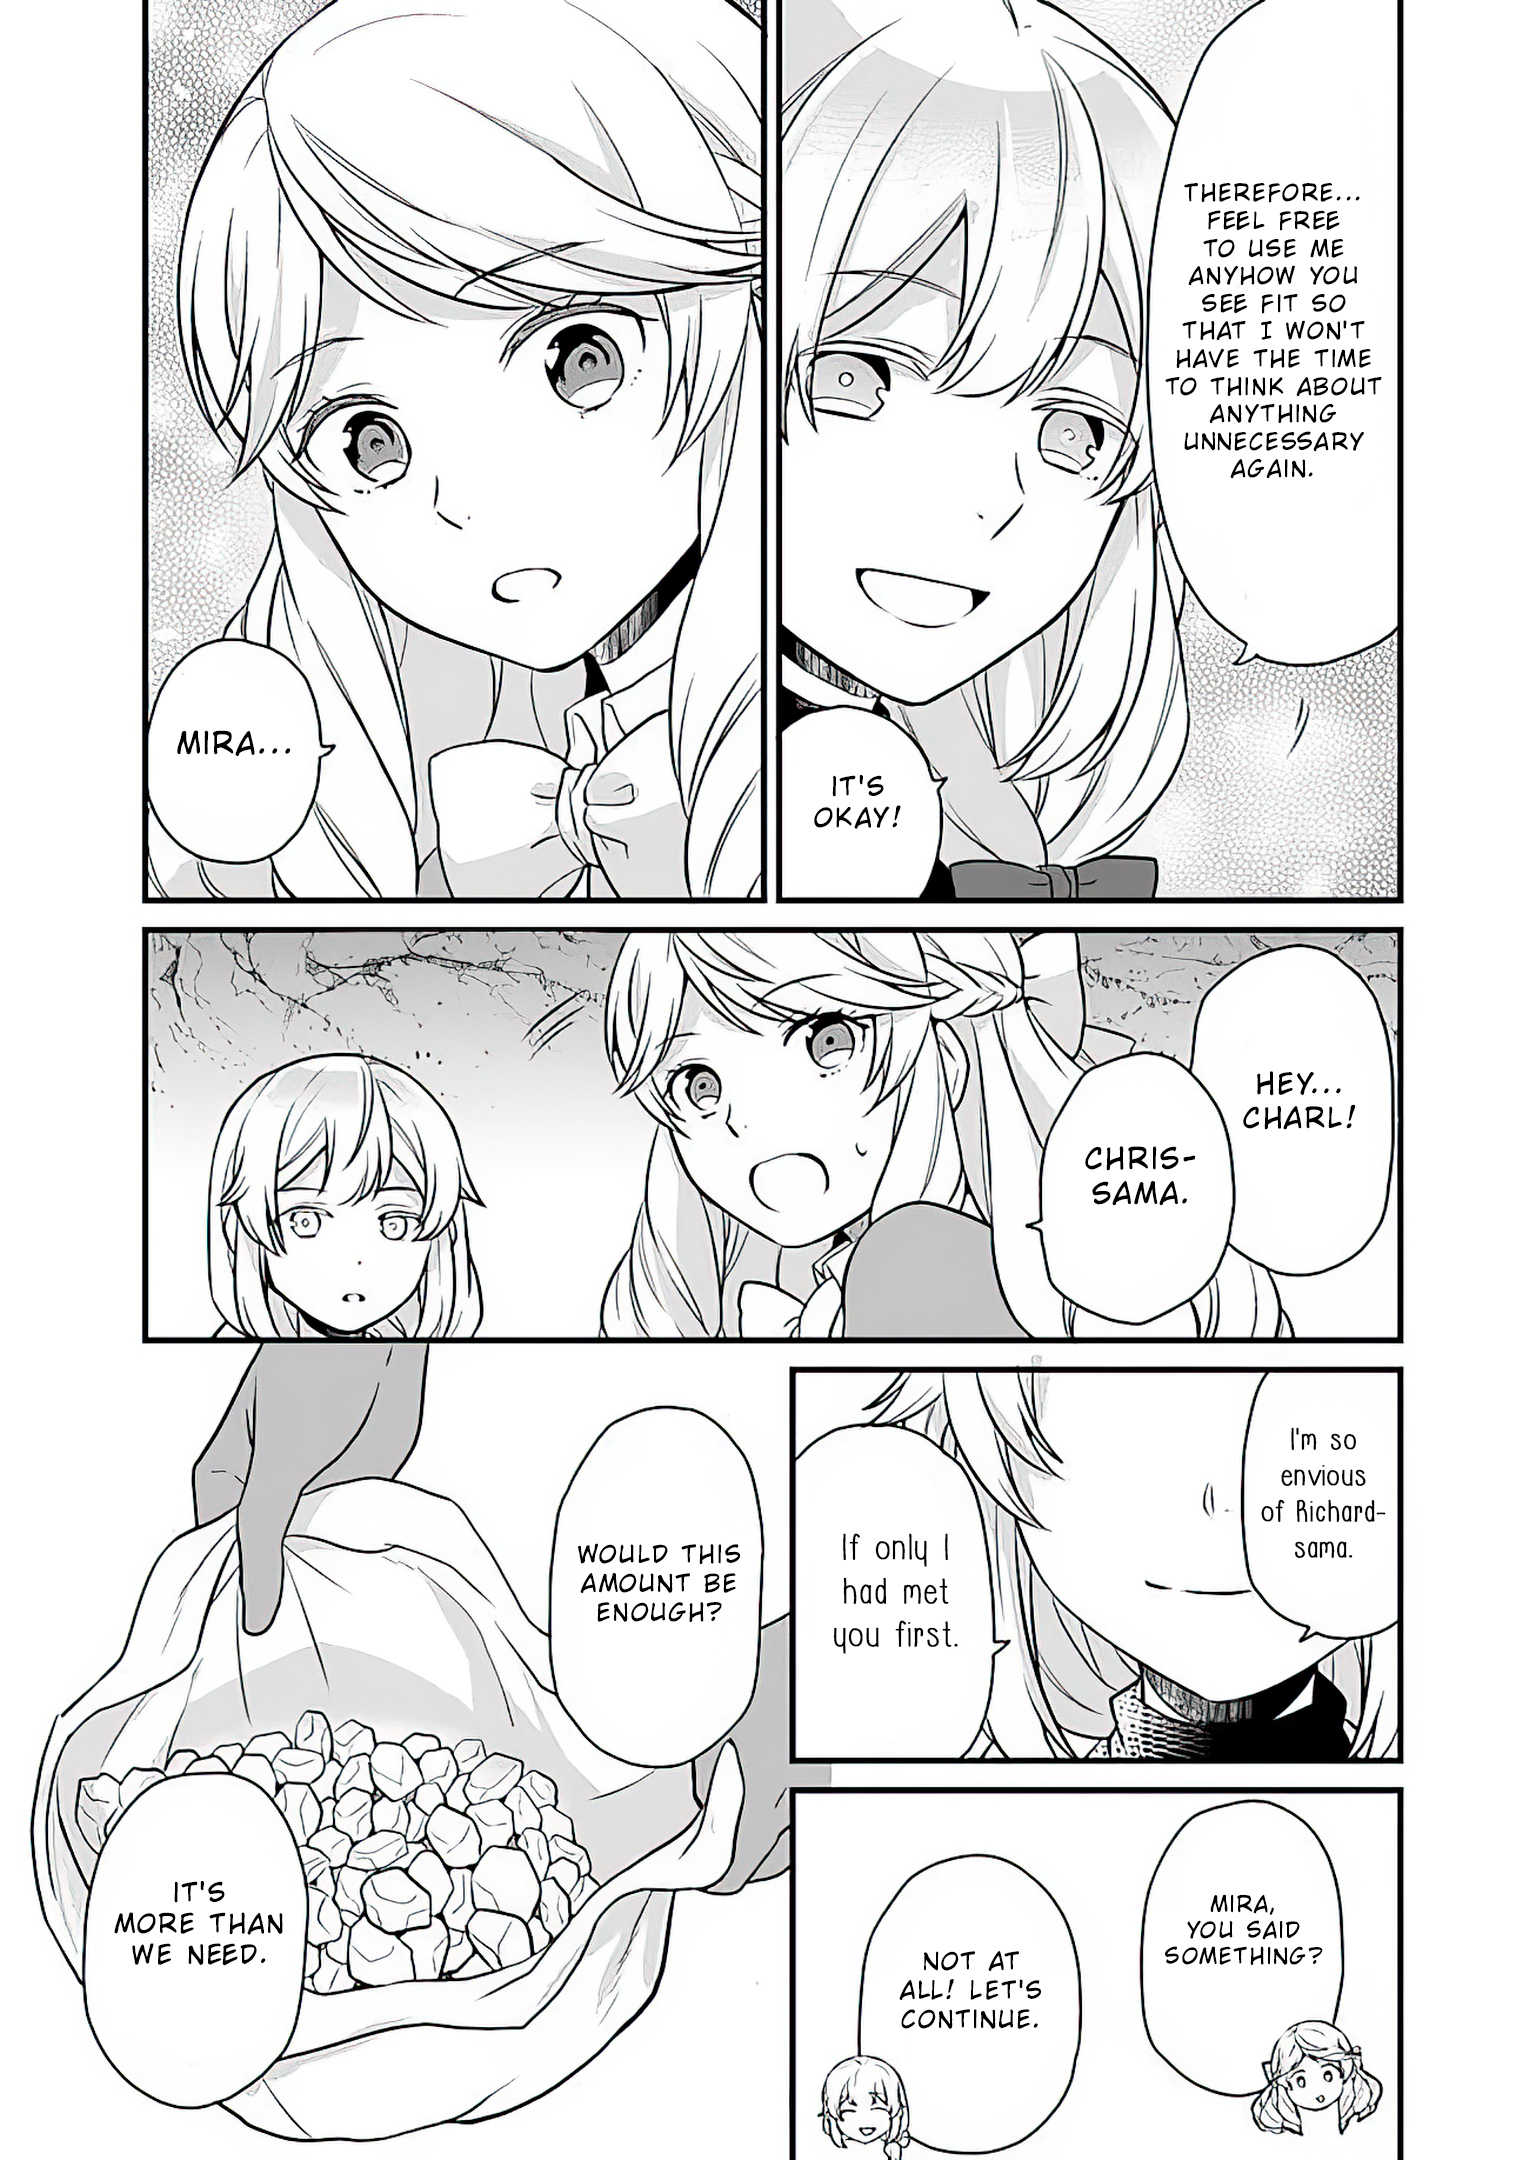 THEREFORE...
FEEL FREE
TO USE ME
ANYHOW YOU
SEE FIT SO
THAT I WON'T
HAVE THE TIME
TO THINK ABOUT
ANYTHING
UNNECESSARY
AGAIN.
IT'S
OKAY!
MIRA...
HEY...
CHARL!
CHRIS-
SAMA.
I'm so
envious
of Richard-
sama.
If only I
had met
you first.
MIRA,
YOU SAID
SOMETHING?
NOT AT
ALL! LET'S
CONTINUE.
WOULD THIS
AMOUNT BE
ENOUGH?
IT'S
MORE THAN
WE NEED.